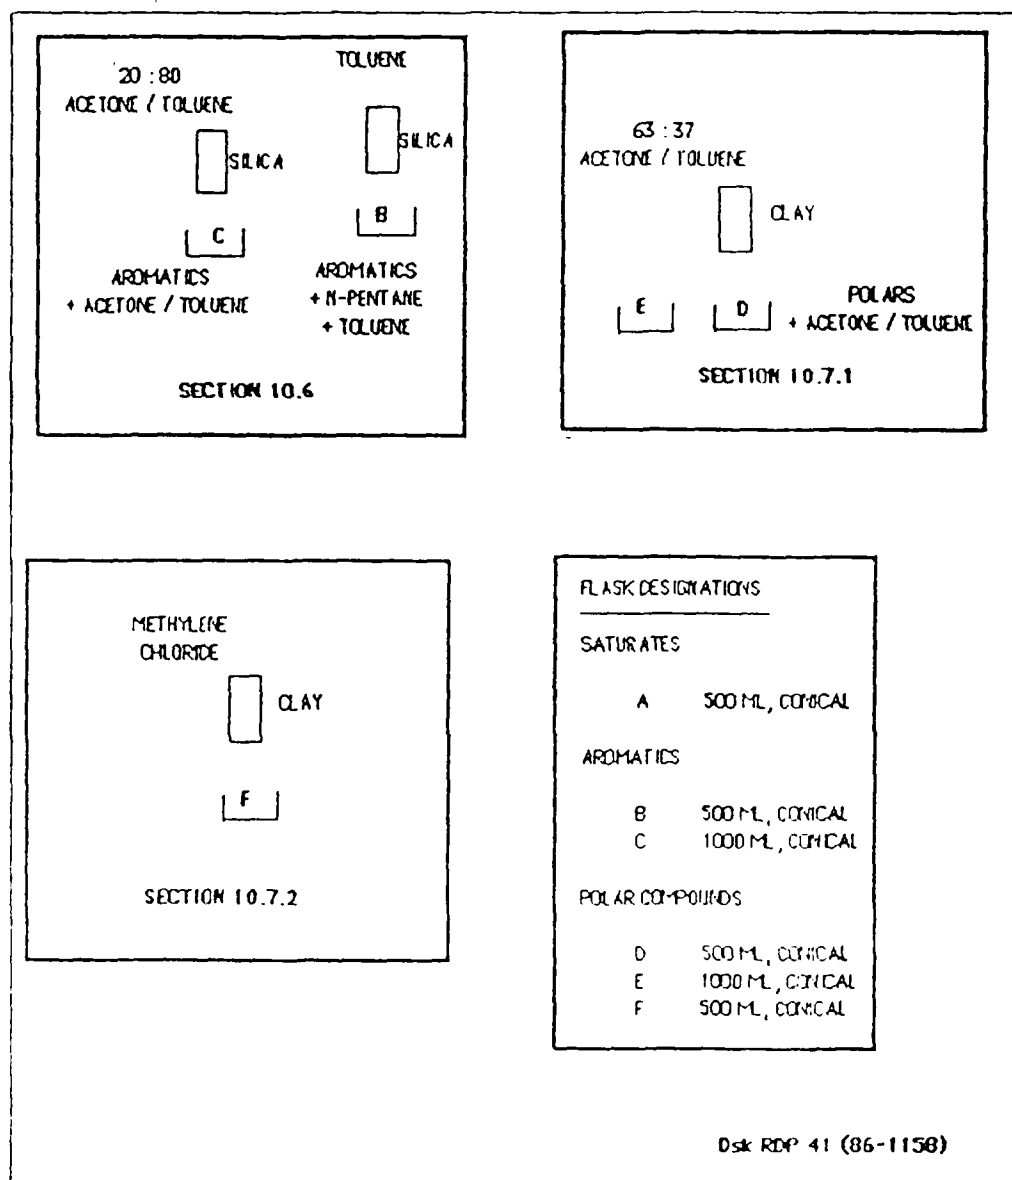 20 : 80
ACETONE / TOLUENE
SILICA
C
AROMATICS
+ ACETONE / TOLUENE
TOLUENE
SILICA
B
AROMATICS
+ N-PENTANE
+ TOLUENE
SECTION 10.6
63 : 37
ACETONE / TOLUENE
CLAY
E
D
POLARS
+ ACETONE / TOLUENE
SECTION 10.7.1
METHYLENE
CHLORIDE
CLAY
F
SECTION 10.7.2
FLASK DESIGNATIONS
SATURATES
A 500 ML, CONICAL
AROMATICS
B 500 ML, CONICAL
C 1000 ML, CONICAL
POLAR COMPOUNDS
D 500 ML, CONICAL
E 1000 ML, CONICAL
F 500 ML, CONICAL
Dsk RDP 41 (86-1158)